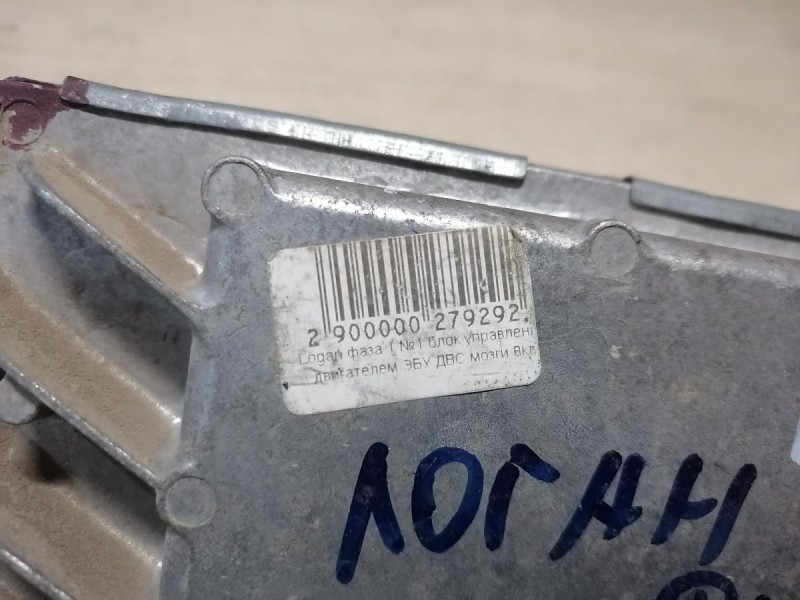 2 900000 279292
Logan фаза 1 №1 блок управлени
двигателем ЭБУ ДВС мозги 8кл
ЛОГАН